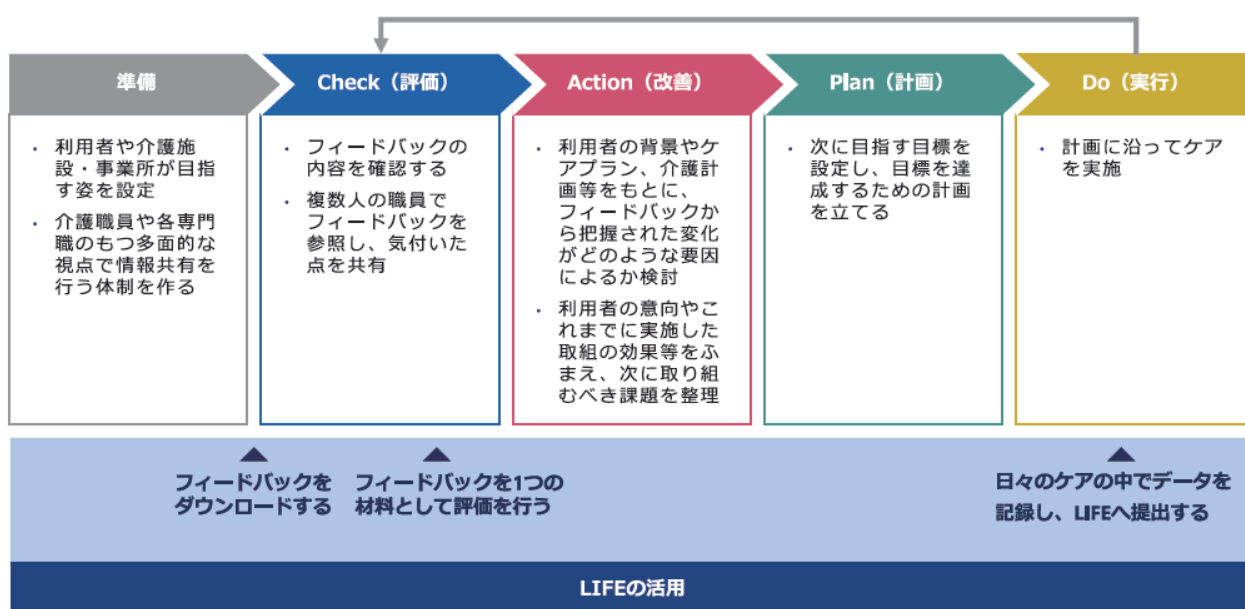 準備
Check（評価）
Action（改善）
Plan（計画）
Do（実行）
・ 利用者や介護施
設・事業所が目指
す姿を設定
・ 介護職員や各専門
職のもつ多面的な
視点で情報共有を
行う体制を作る
・ フィードバックの
内容を確認する
・ 複数人の職員で
フィードバックを
参照し、気付いた
点を共有
・ 利用者の背景やケ
アプラン、介護計
画等をもとに、
フィードバックか
ら把握された変化
がどのような要因
によるか検討
・ 利用者の意向やこ
れまでに実施した
取組の効果等をふ
まえ、次に取り組
むべき課題を整理
・ 次に目指す目標を
設定し、目標を達
成するための計画
を立てる
・ 計画に沿ってケア
を実施
フィードバックを
ダウンロードする
フィードバックを1つの
材料として評価を行う
日々のケアの中でデータを
記録し、LIFEへ提出する
LIFEの活用